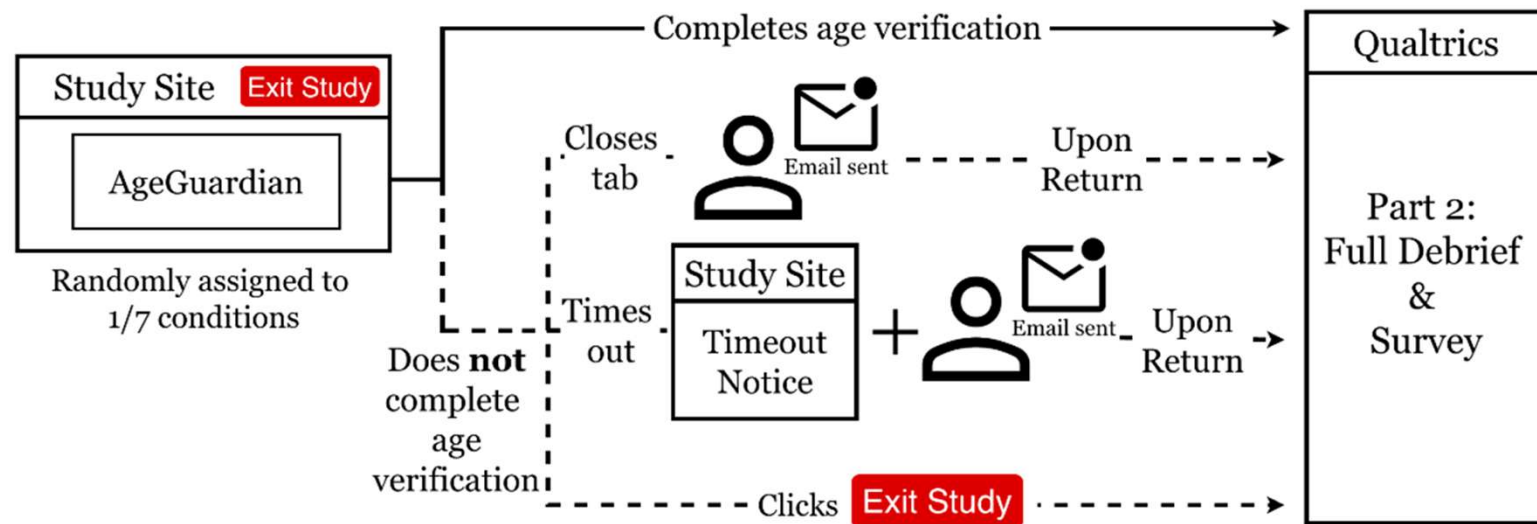 Study Site
Exit Study
AgeGuardian
Randomly assigned to
1/7 conditions
Completes age verification
Does not
complete
age
verification
Closes
tab
Email sent
Upon
Return
Times
out
Study Site
Timeout
Notice
+
Email sent
Upon
Return
Clicks
Exit Study
Qualtrics
Part 2:
Full Debrief
&
Survey